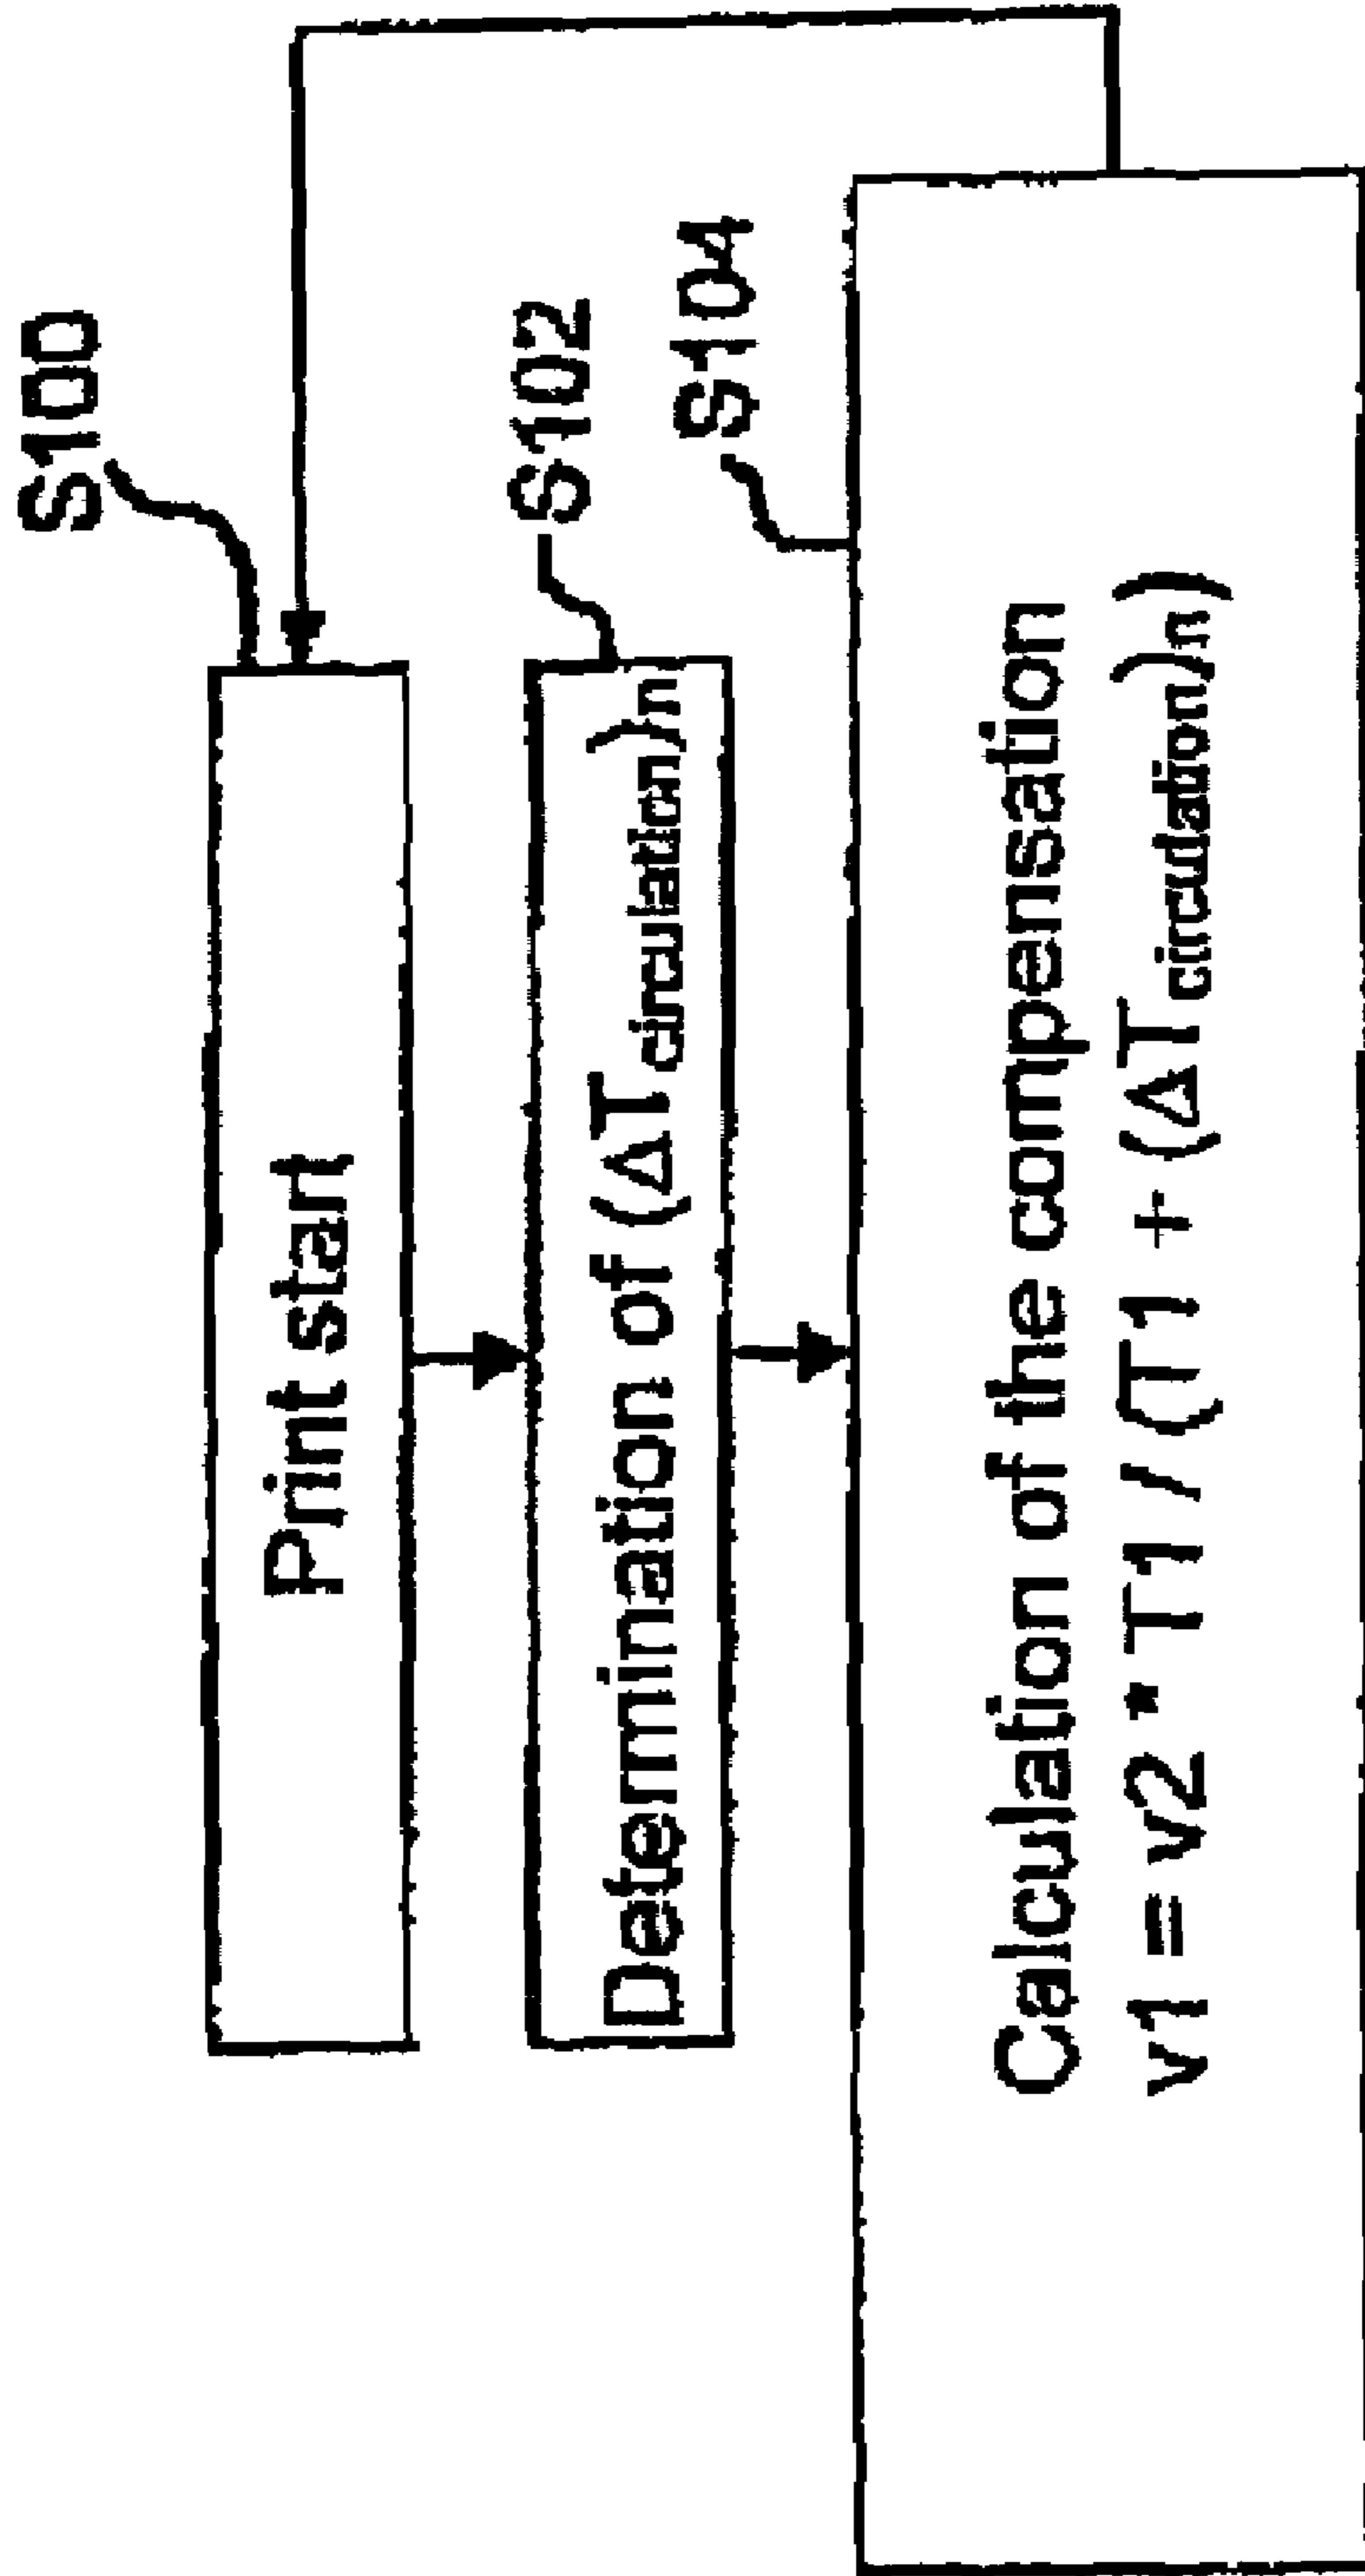 S100
Print start
S102
Determination of (ΔTcirculation)n
S104
Calculation of the compensation
v1 = v2 * T1 / (T1 + (ΔTcirculation)n)